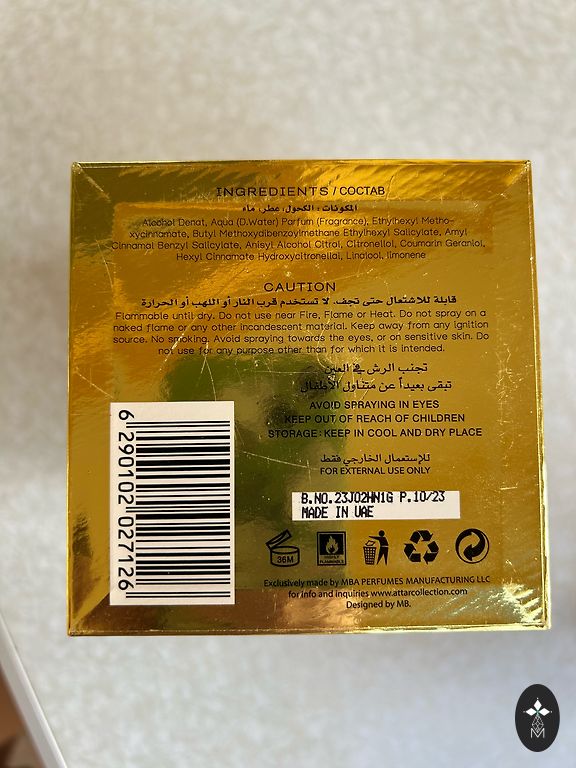 INGREDIENTS / СОСТАВ
المكونات : الكحول، عطر، ماء
Alcohol Denat, Aqua (D.Water) Parfum (Fragrance), Ethylhexyl Metho-
xycinnamate, Butyl Methoxydibenzoylmethane Ethylhexyl Salicylate, Amyl
Cinnamal Benzyl Salicylate, Anisyl Alcohol Citrol, Citronellol, Coumarin Geraniol,
Hexyl Cinnamate Hydroxycitronellal, Linalool, limonene
CAUTION
قابلة للاشتعال حتى تجف. لا تستخدم قرب النار أو اللهب أو الحرارة
Flammable until dry. Do not use near Fire, Flame or Heat. Do not spray on a
naked flame or any other incandescent material. Keep away from any ignition
source. No smoking. Avoid spraying towards the eyes, or on sensitive skin. Do
not use for any purpose other than for which it is intended.
تجنب الرش في العين
تبقى بعيداً عن متناول الأطفال
AVOID SPRAYING IN EYES
KEEP OUT OF REACH OF CHILDREN
STORAGE : KEEP IN COOL AND DRY PLACE
للإستعمال الخارجي فقط
FOR EXTERNAL USE ONLY
B.NO.23J02HN1G P.10/23
MADE IN UAE
6 290102 027126
36M
HIGHLY
FLAMMABLE
Exclusively made by MBA PERFUMES MANUFACTURING LLC
for info and inquiries www.attarcollection.com
Designed by MB.
M